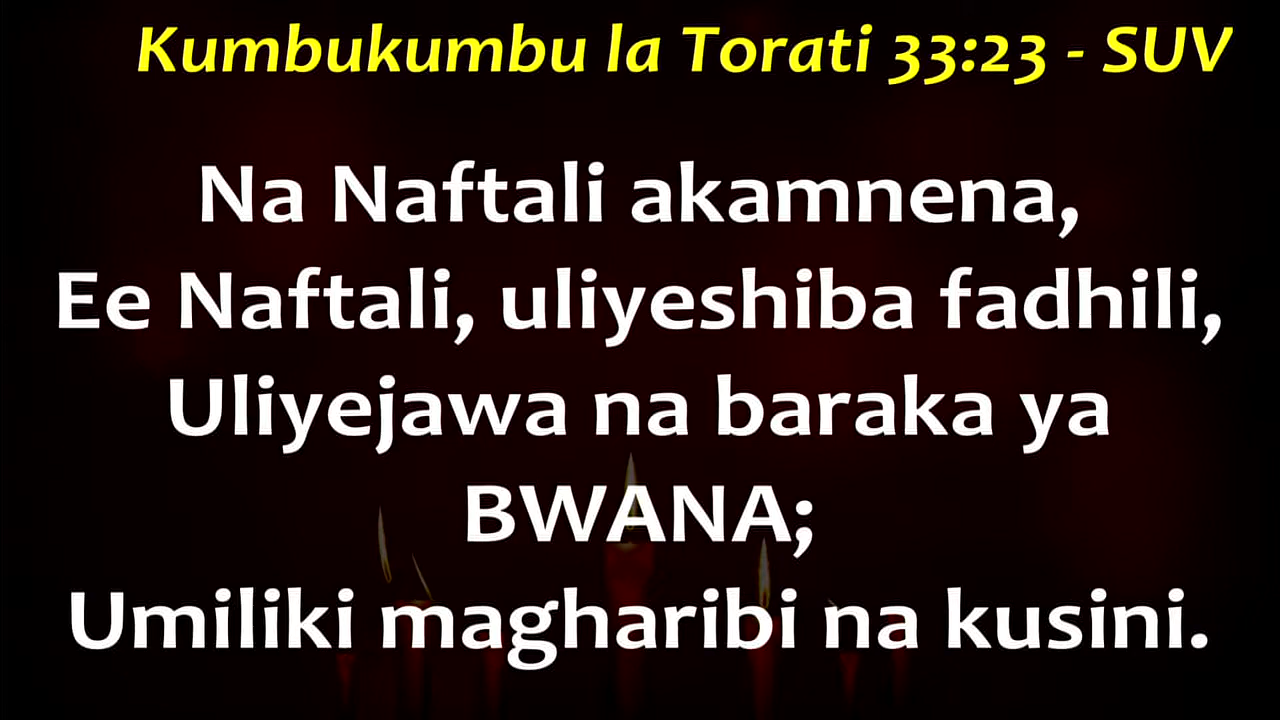 Kumbukumbu la Torati 33:23 - SUV
Na Naftali akamnena,
Ee Naftali, uliyeshiba fadhili,
Uliyejawa na baraka ya
BWANA;
Umiliki magharibi na kusini.